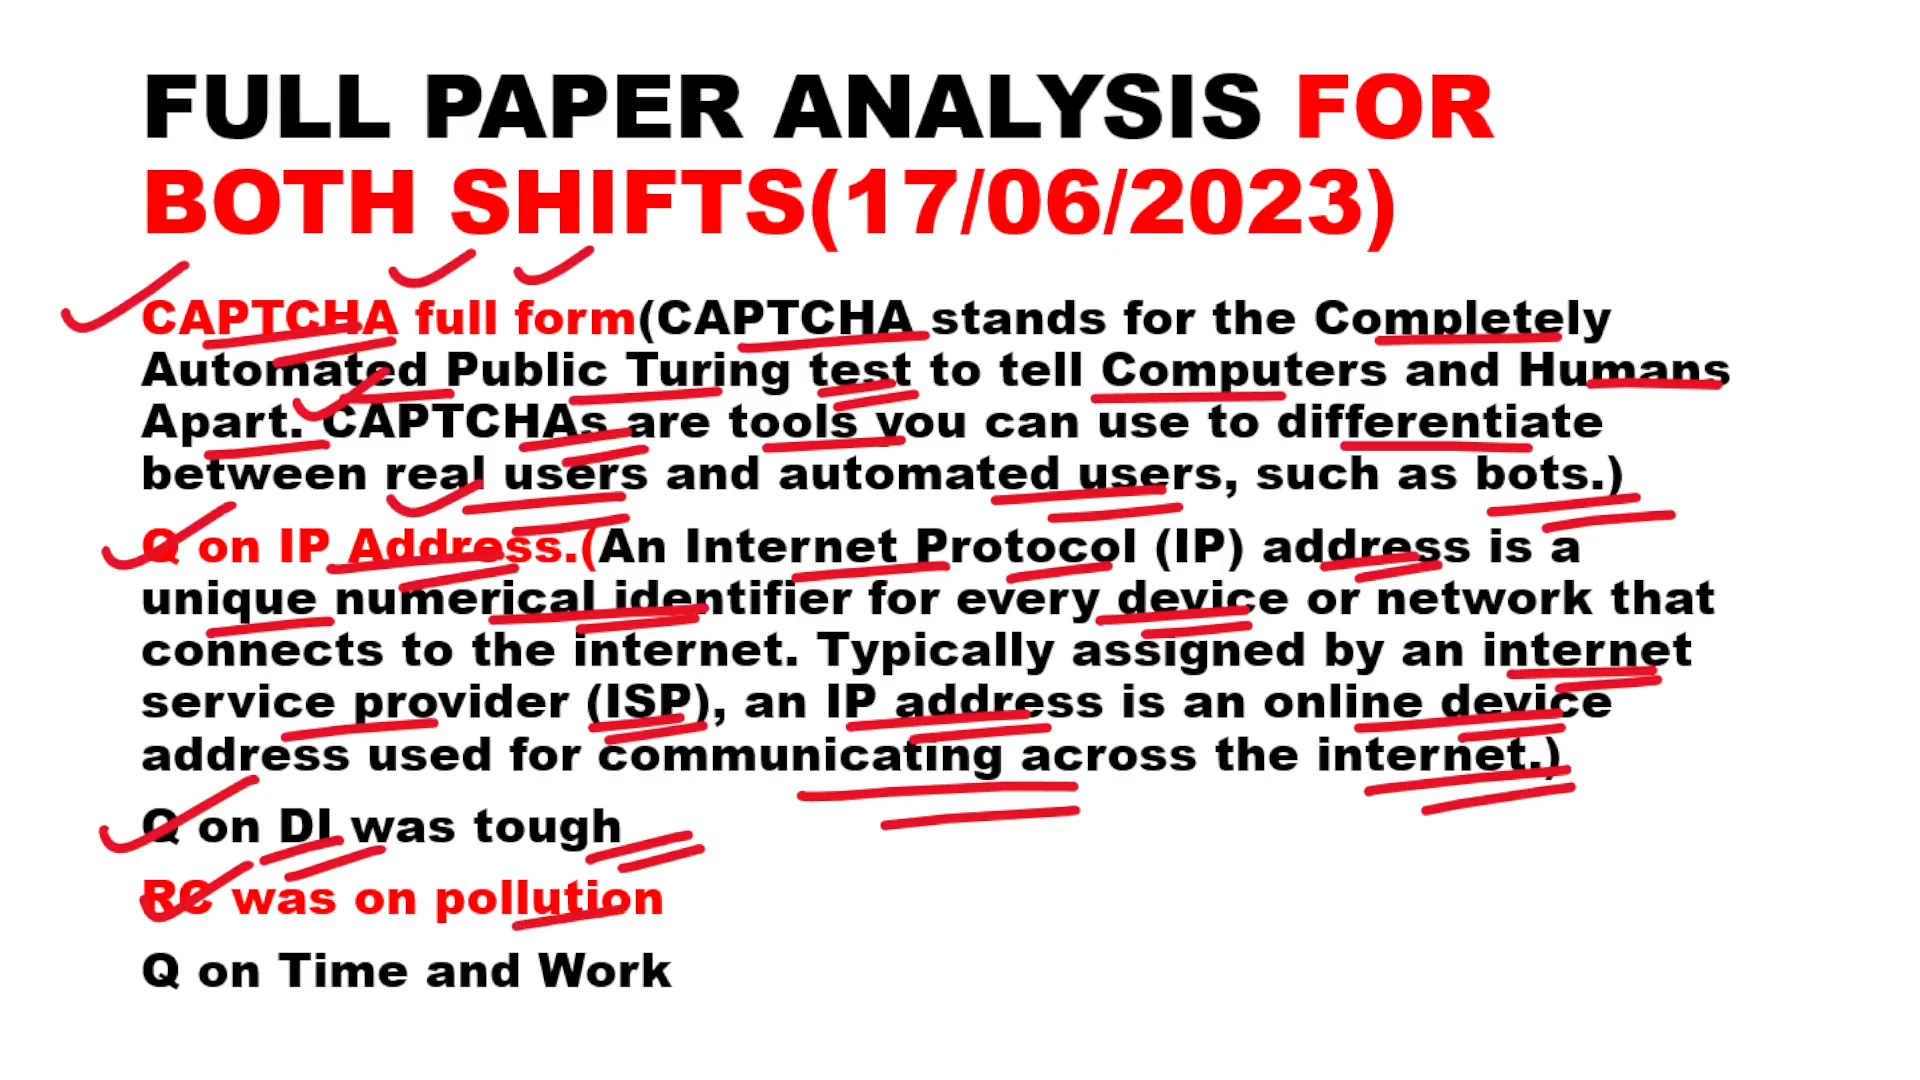 FULL PAPER ANALYSIS FOR
BOTH SHIFTS(17/06/2023)
CAPTCHA full form(CAPTCHA stands for the Completely
Automated Public Turing test to tell Computers and Humans
Apart. CAPTCHAs are tools you can use to differentiate
between real users and automated users, such as bots.)
Q on IP Address.(An Internet Protocol (IP) address is a
unique numerical identifier for every device or network that
connects to the internet. Typically assigned by an internet
service provider (ISP), an IP address is an online device
address used for communicating across the internet.)
Q on DI was tough
RC was on pollution
Q on Time and Work